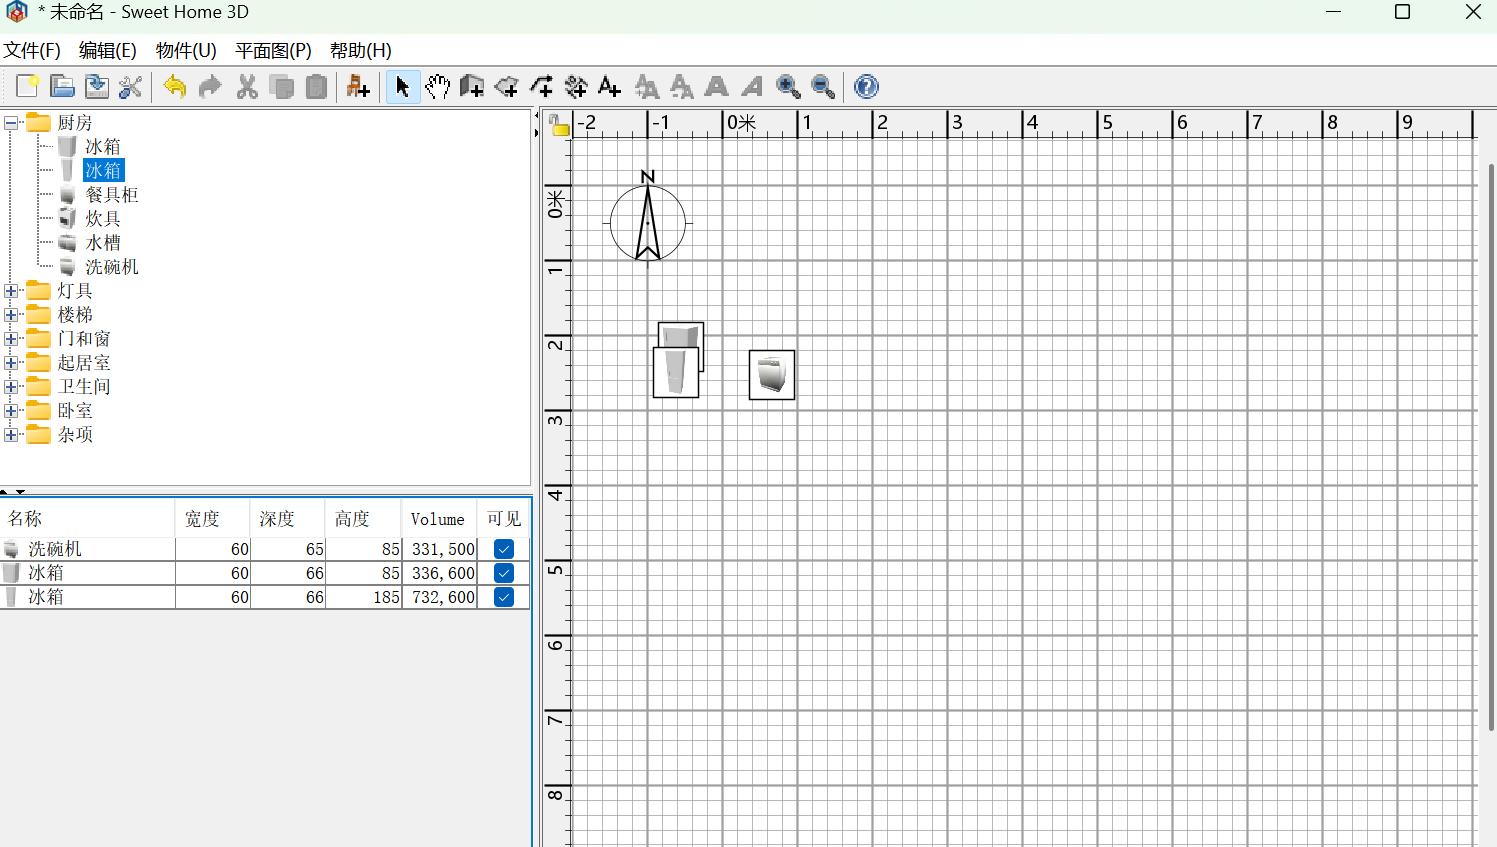 * 未命名 - Sweet Home 3D
文件(F) 编辑(E) 物件(U) 平面图(P) 帮助(H)
厨房
冰箱
冰箱
餐具柜
炊具
水槽
洗碗机
灯具
楼梯
门和窗
起居室
卫生间
卧室
杂项
名称 宽度 深度 高度 Volume 可见
洗碗机 60 65 85 331,500
冰箱 60 66 85 336,600
冰箱 60 66 185 732,600
-2 -1 0米 1 2 3 4 5 6 7 8 9
N
0米
1
2
3
4
5
6
7
8